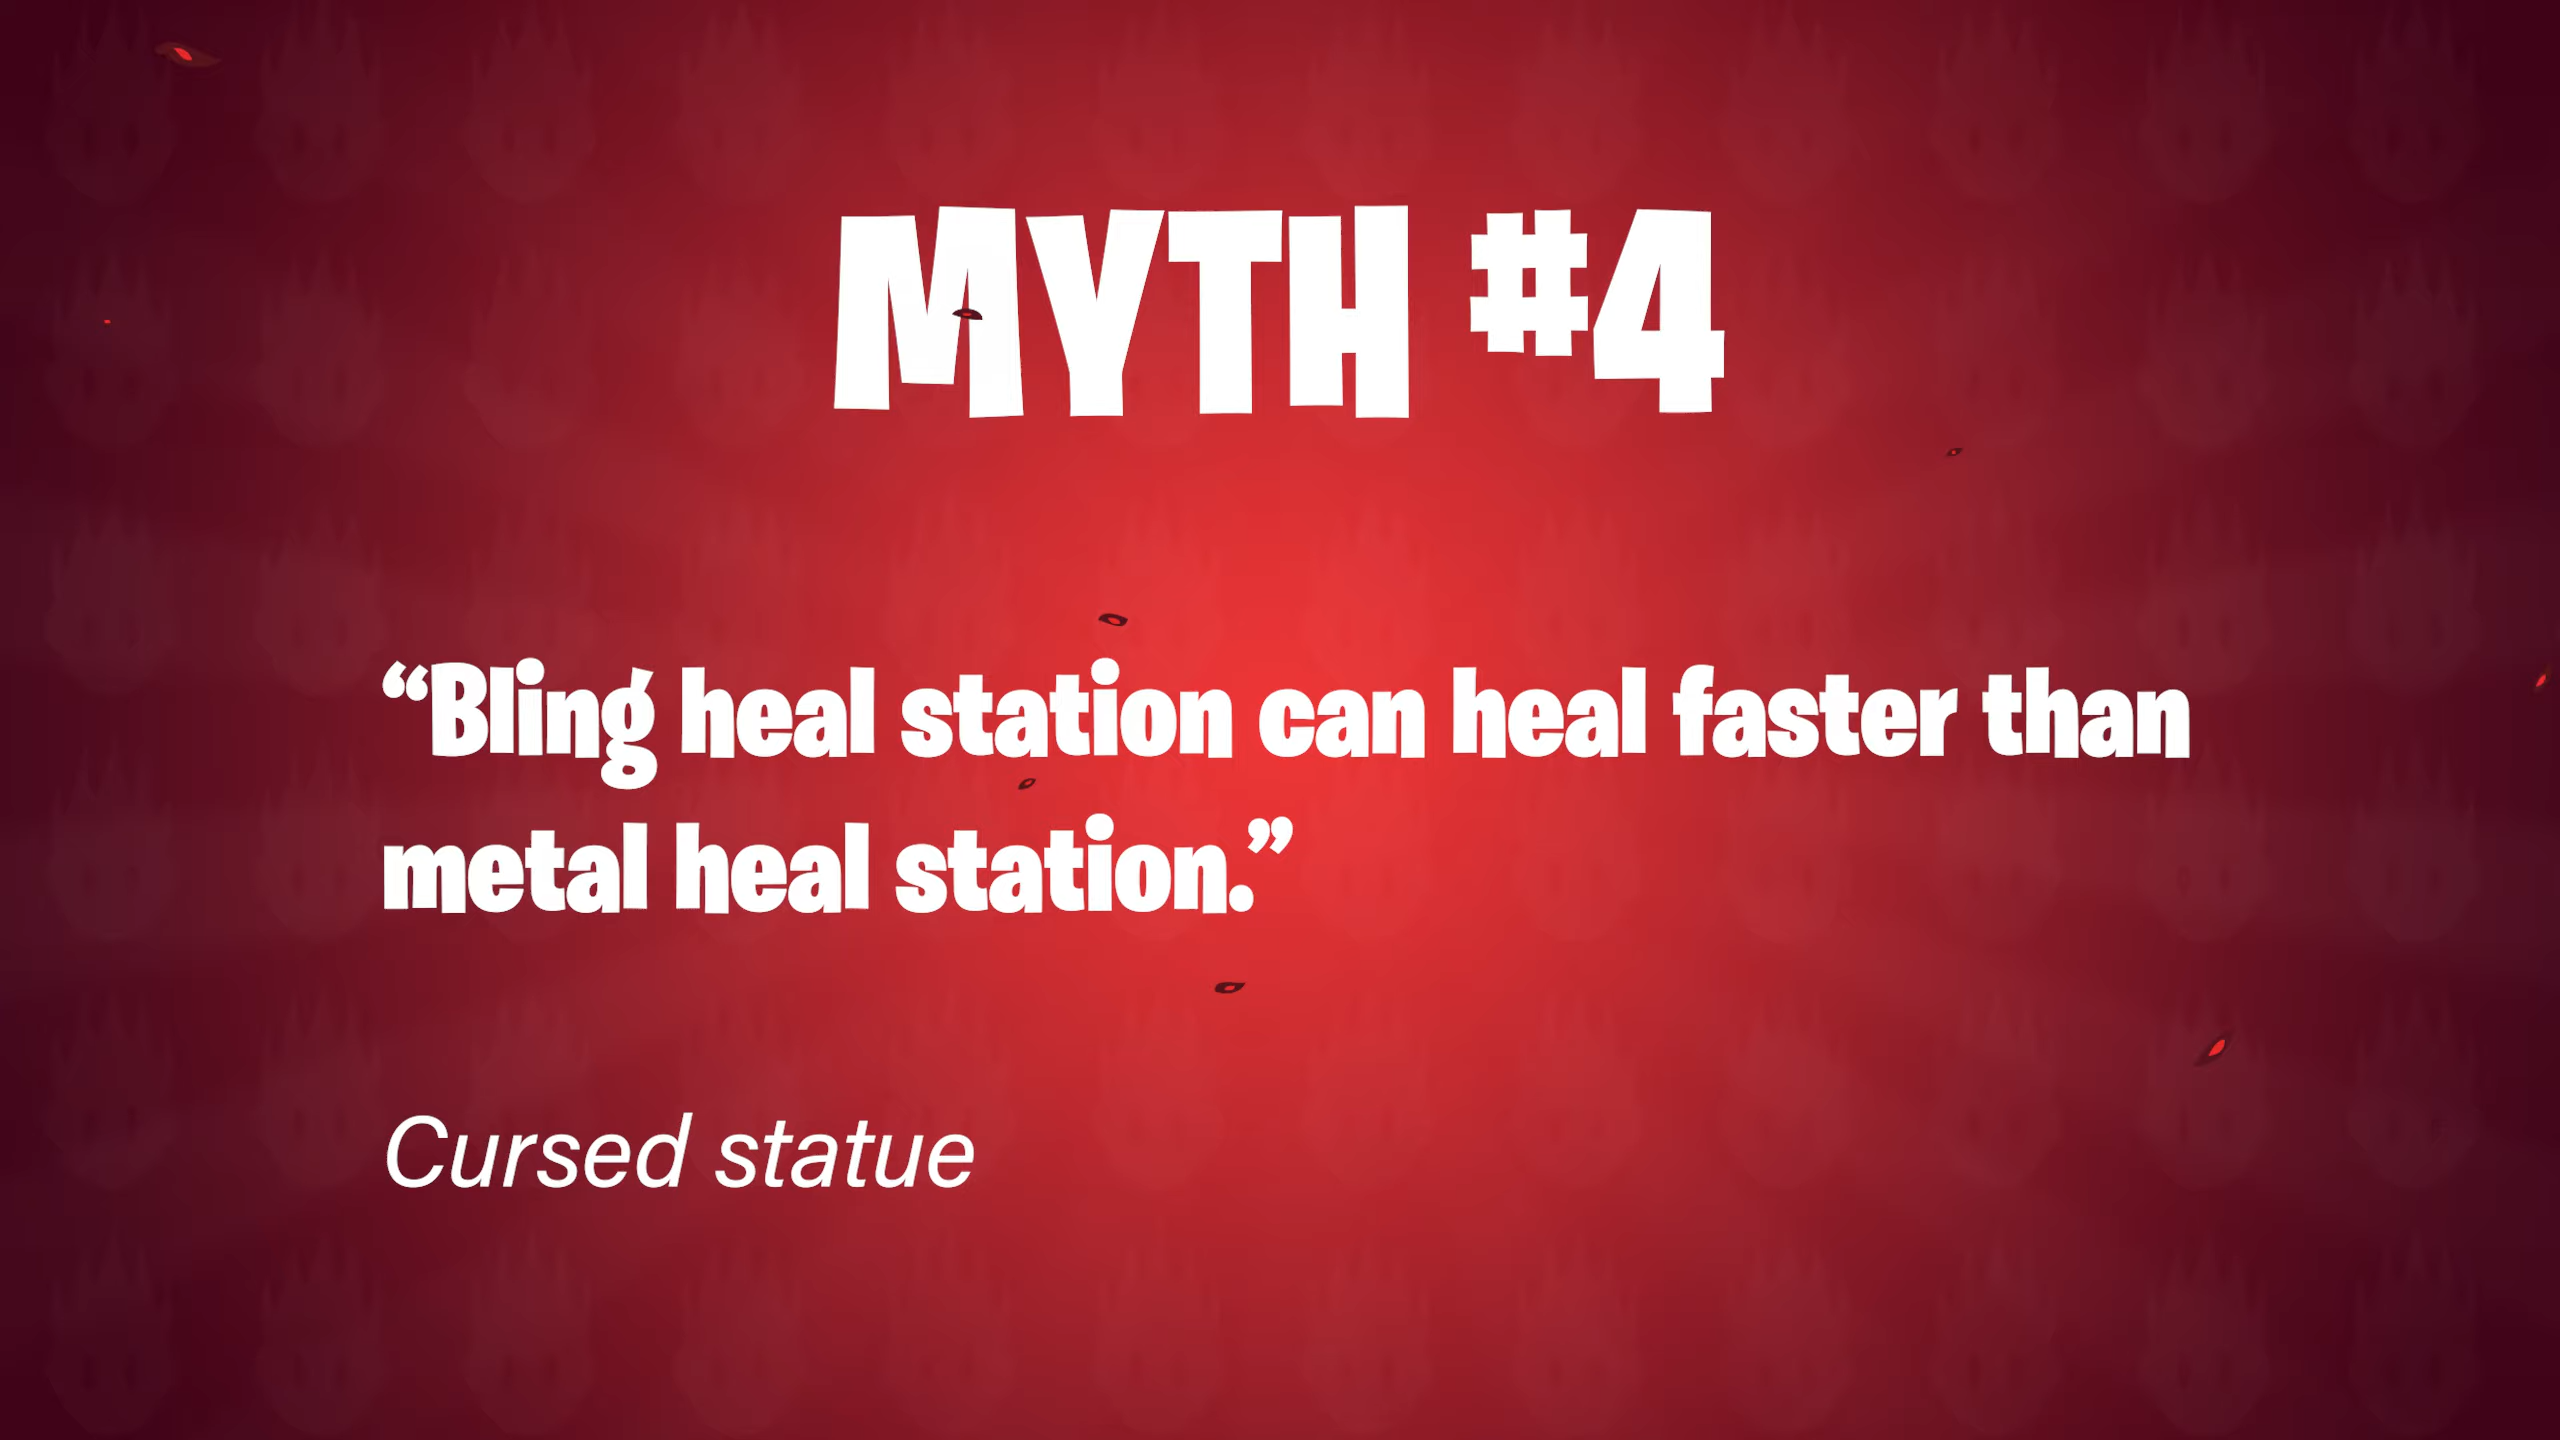 MYTH #4
“Bling heal station can heal faster than
metal heal station.”
Cursed statue